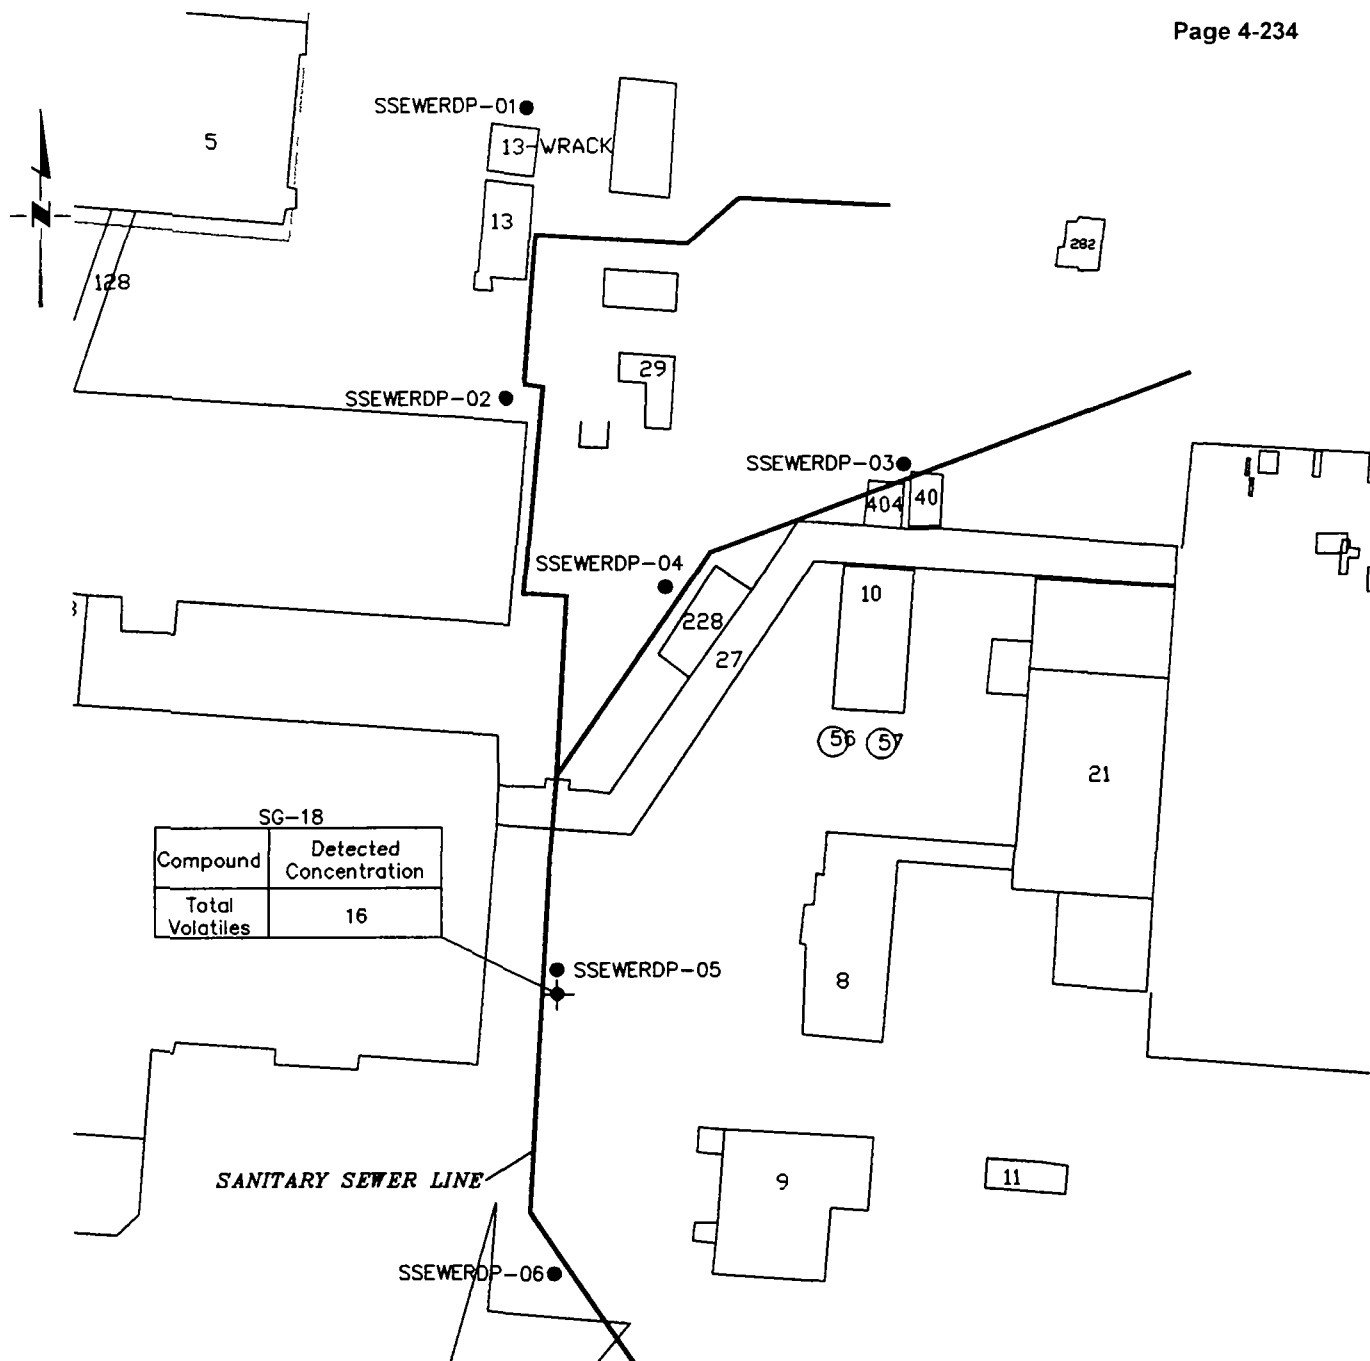 Page 4-234
SSEWERDP-01
5
13-WRACK
N
13
282
128
29
SSEWERDP-02
SSEWERDP-03
404
40
SSEWERDP-04
10
228
27
56
57
21
SG-18
Compound
Detected
Concentration
Total
Volatiles
16
SSEWERDP-05
8
SANITARY SEWER LINE
9
11
SSEWERDP-06